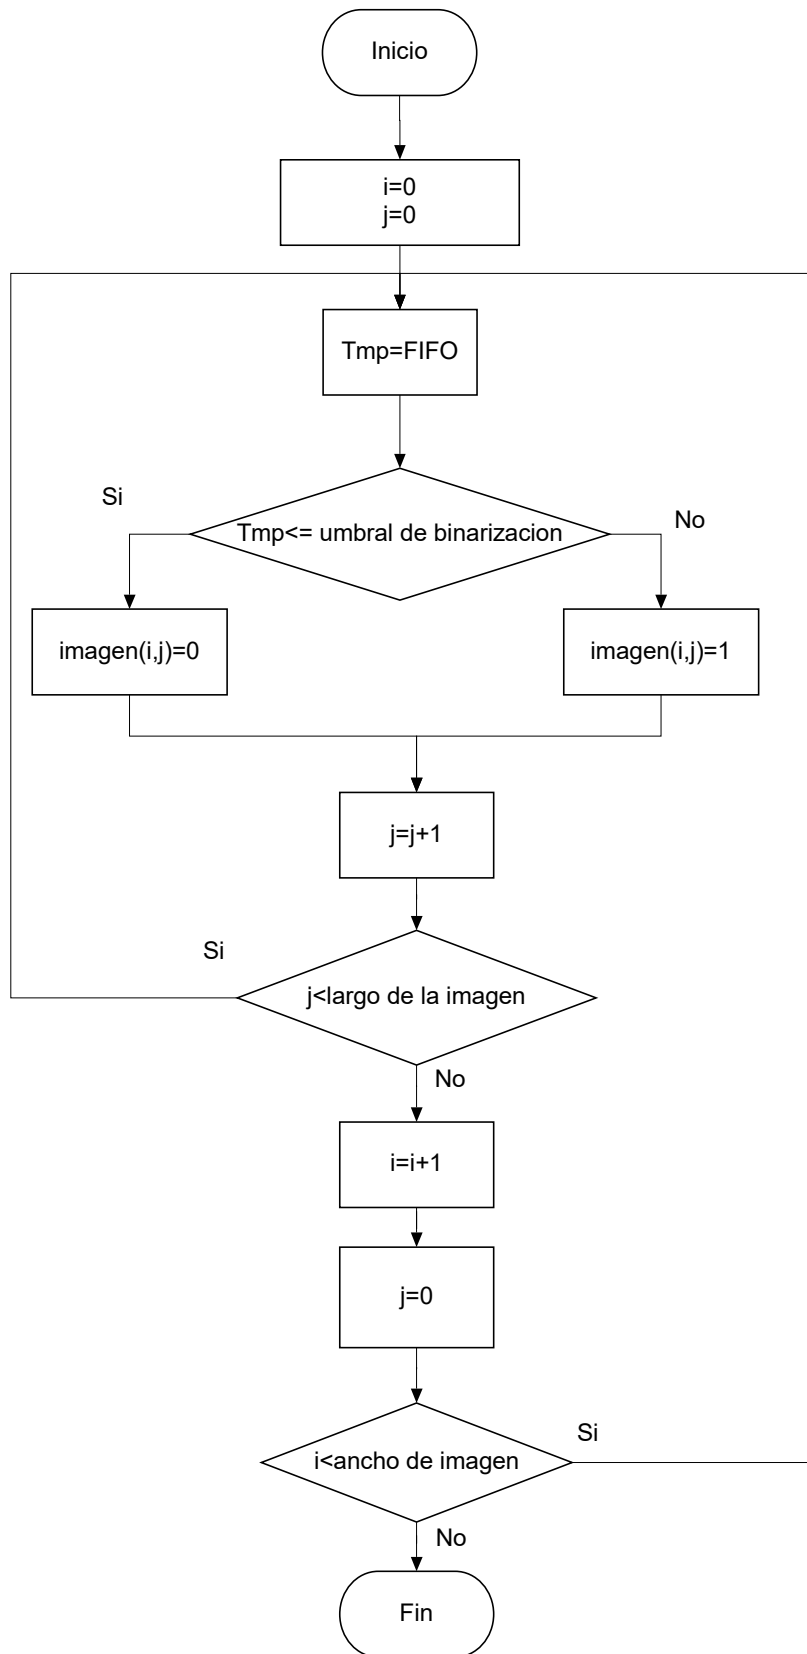 Inicio
i=0
j=0
Tmp=FIFO
Si
Tmp<= umbral de binarizacion
No
imagen(i,j)=0
imagen(i,j)=1
j=j+1
Si
j<largo de la imagen
No
i=i+1
j=0
Si
i<ancho de imagen
No
Fin